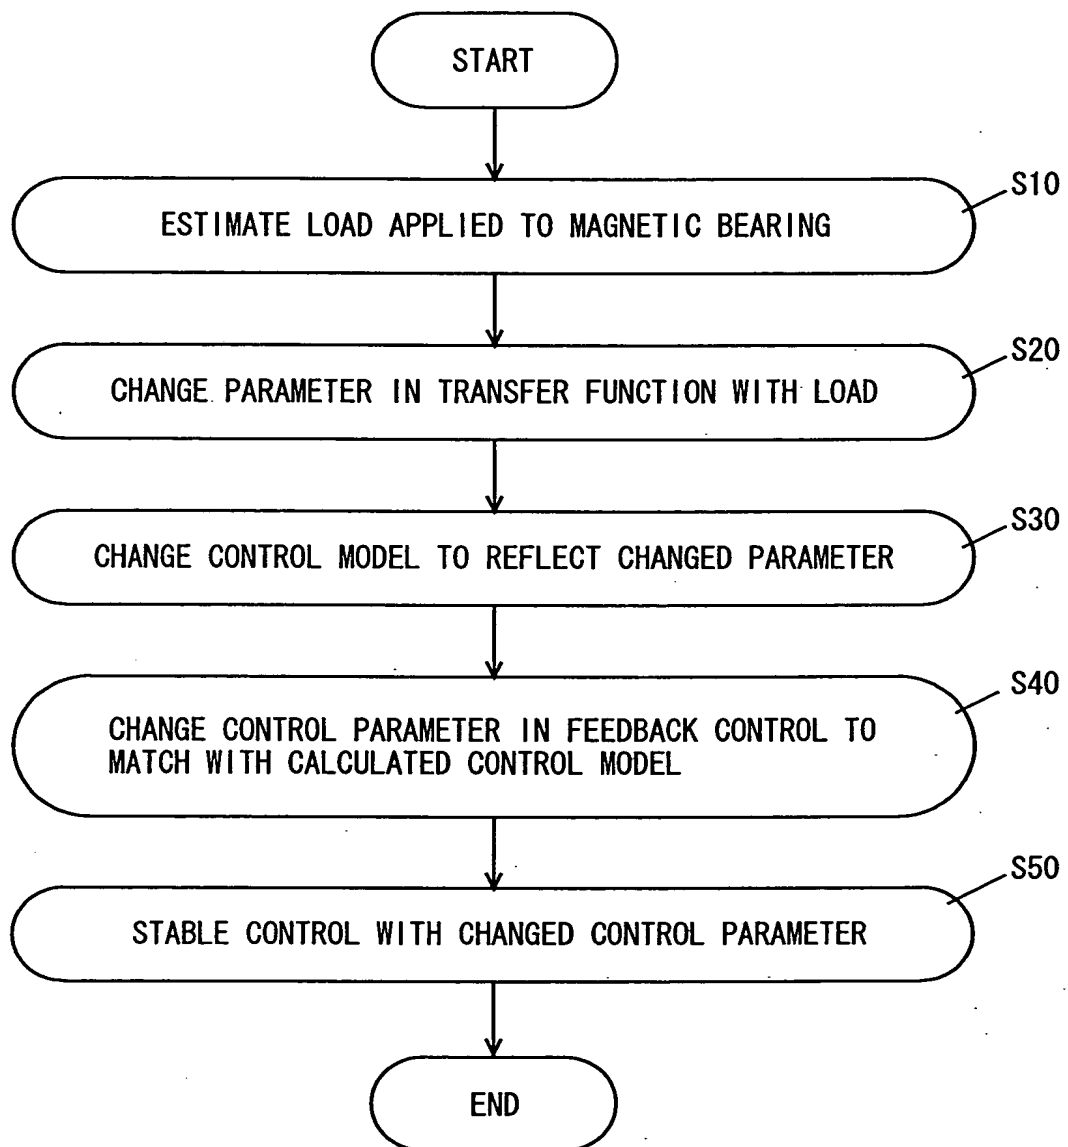 START
S10
ESTIMATE LOAD APPLIED TO MAGNETIC BEARING
S20
CHANGE PARAMETER IN TRANSFER FUNCTION WITH LOAD
S30
CHANGE CONTROL MODEL TO REFLECT CHANGED PARAMETER
S40
CHANGE CONTROL PARAMETER IN FEEDBACK CONTROL TO
MATCH WITH CALCULATED CONTROL MODEL
S50
STABLE CONTROL WITH CHANGED CONTROL PARAMETER
END